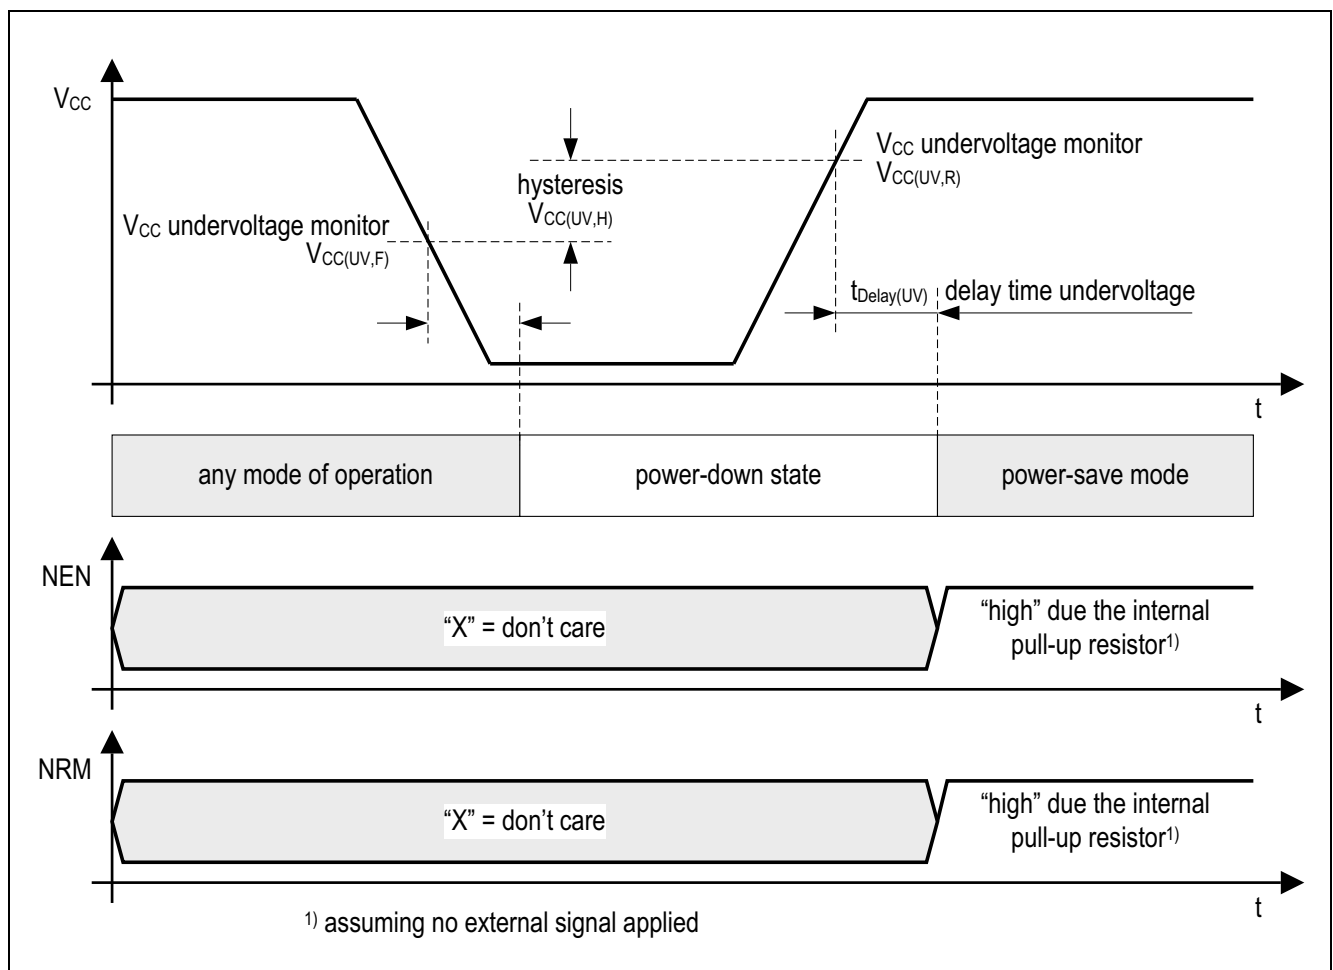 VCC
VCC undervoltage monitor
VCC(UV,F)
hysteresis
VCC(UV,H)
VCC undervoltage monitor
VCC(UV,R)
tDelay(UV) delay time undervoltage
t
any mode of operation power-down state power-save mode
NEN
“X” = don’t care
“high” due the internal
pull-up resistor1)
t
NRM
“X” = don’t care
“high” due the internal
pull-up resistor1)
t
1) assuming no external signal applied